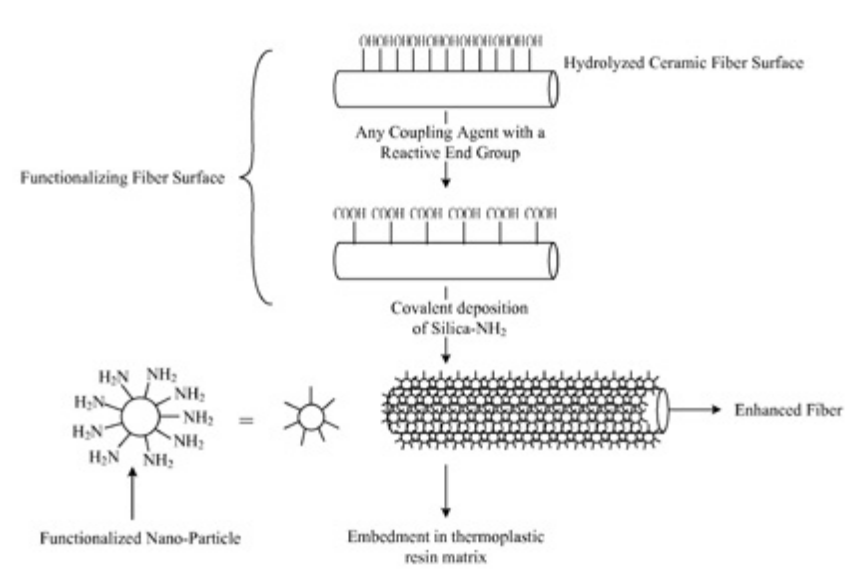 OHOHOHOHOHOHOHOHOHOHOH
Hydrolyzed Ceramic Fiber Surface
Any Coupling Agent with a
Reactive End Group
Functionalizing Fiber Surface
COOH COOH COOH COOH COOH COOH
Covalent deposition
of Silica-NH₂
H₂N NH₂
H₂N NH₂
NH₂
H₂N NH₂
H₂N NH₂
=
Enhanced Fiber
Functionalized Nano-Particle
Embedment in thermoplastic
resin matrix